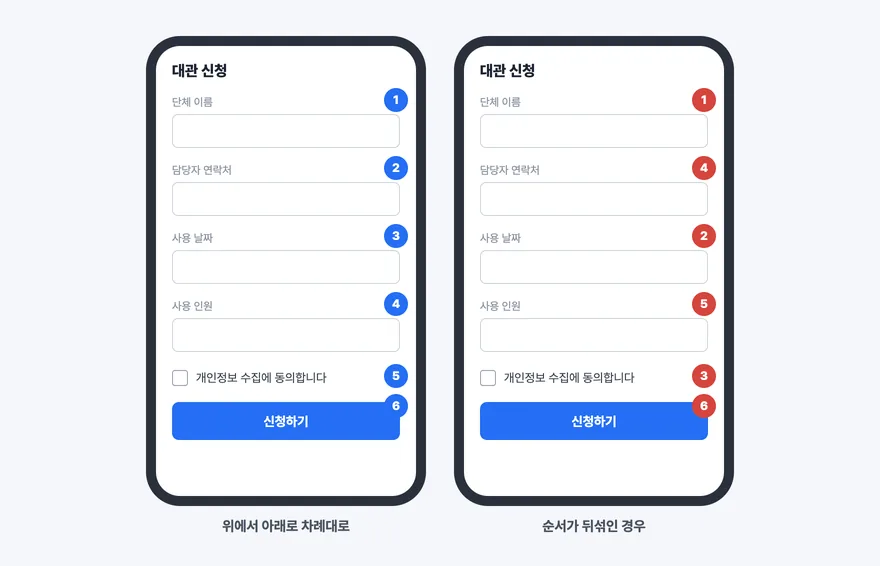 대관 신청
단체 이름
1
담당자 연락처
2
사용 날짜
3
사용 인원
4
개인정보 수집에 동의합니다
5
6
신청하기
위에서 아래로 차례대로
대관 신청
단체 이름
1
담당자 연락처
4
사용 날짜
2
사용 인원
5
개인정보 수집에 동의합니다
3
6
신청하기
순서가 뒤섞인 경우